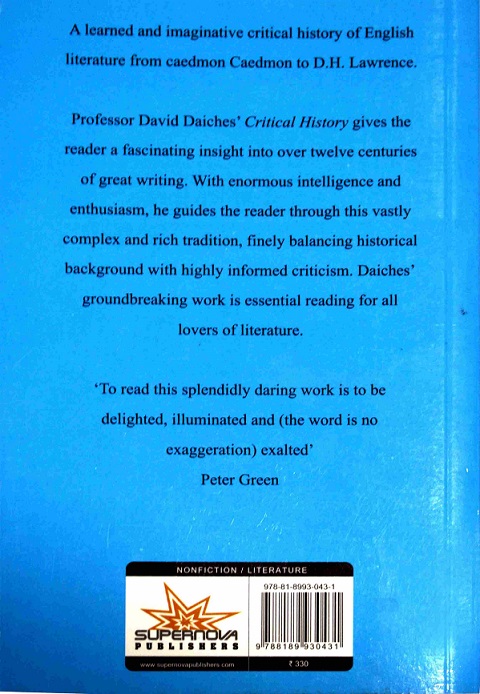 A learned and imaginative critical history of English
literature from caedmon Caedmon to D.H. Lawrence.
Professor David Daiches' Critical History gives the
reader a fascinating insight into over twelve centuries
of great writing. With enormous intelligence and
enthusiasm, he guides the reader through this vastly
complex and rich tradition, finely balancing historical
background with highly informed criticism. Daiches'
groundbreaking work is essential reading for all
lovers of literature.
'To read this splendidly daring work is to be
delighted, illuminated and (the word is no
exaggeration) exalted'
Peter Green
NONFICTION / LITERATURE
SUPERNOVA
PUBLISHERS
www.supernovapublishers.com
978-81-8993-043-1
9 788189 930431
₹ 330